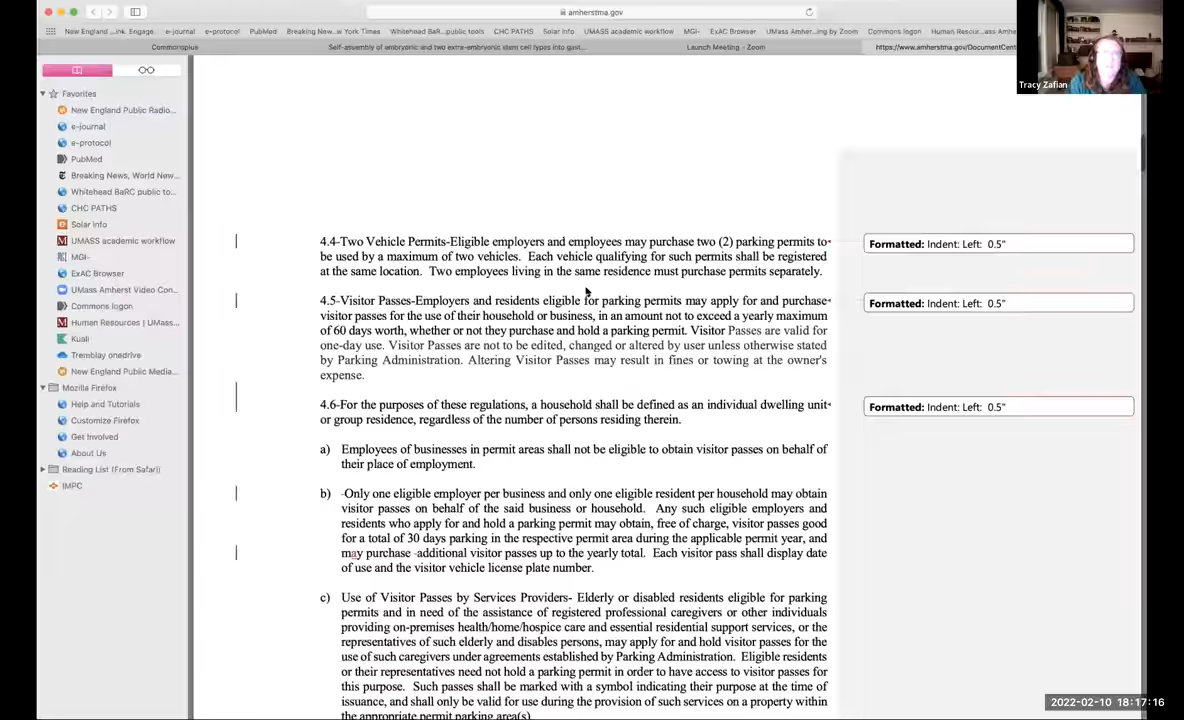 amherstma.gov
New England ...ink, Engage e-journal e-protocol PubMed Breaking New...w York Times Whitehead BaR...public tools CHC PATHS Solar info UMASS academic workflow MGI- ExAC Browser UMass Amher...ing by Zoom Commons logon Human Resour...ass Amhe
Commonsplus Self-assembly of embryonic and two extra-embryonic stem cell types into gast... Launch Meeting - Zoom https://www.amherstma.gov/DocumentCent
Tracy Zafian
Favorites
New England Public Radio...
e-journal
e-protocol
PubMed
Breaking News, World New...
Whitehead BaRC public to...
CHC PATHS
Solar info
UMASS academic workflow
MGI-
ExAC Browser
UMass Amherst Video Con...
Commons logon
Human Resources | UMass...
Kuali
Tremblay onedrive
New England Public Media...
Mozilla Firefox
Help and Tutorials
Customize Firefox
Get Involved
About Us
Reading List (From Safari)
IMPC
4.4-Two Vehicle Permits-Eligible employers and employees may purchase two (2) parking permits to
be used by a maximum of two vehicles. Each vehicle qualifying for such permits shall be registered
at the same location. Two employees living in the same residence must purchase permits separately.
Formatted: Indent: Left: 0.5"
4.5-Visitor Passes-Employers and residents eligible for parking permits may apply for and purchase
visitor passes for the use of their household or business, in an amount not to exceed a yearly maximum
of 60 days worth, whether or not they purchase and hold a parking permit. Visitor Passes are valid for
one-day use. Visitor Passes are not to be edited, changed or altered by user unless otherwise stated
by Parking Administration. Altering Visitor Passes may result in fines or towing at the owner's
expense.
Formatted: Indent: Left: 0.5"
4.6-For the purposes of these regulations, a household shall be defined as an individual dwelling unit
or group residence, regardless of the number of persons residing therein.
Formatted: Indent: Left: 0.5"
a) Employees of businesses in permit areas shall not be eligible to obtain visitor passes on behalf of
their place of employment.
b) -Only one eligible employer per business and only one eligible resident per household may obtain
visitor passes on behalf of the said business or household. Any such eligible employers and
residents who apply for and hold a parking permit may obtain, free of charge, visitor passes good
for a total of 30 days parking in the respective permit area during the applicable permit year, and
may purchase -additional visitor passes up to the yearly total. Each visitor pass shall display date
of use and the visitor vehicle license plate number.
c) Use of Visitor Passes by Services Providers- Elderly or disabled residents eligible for parking
permits and in need of the assistance of registered professional caregivers or other individuals
providing on-premises health/home/hospice care and essential residential support services, or the
representatives of such elderly and disables persons, may apply for and hold visitor passes for the
use of such caregivers under agreements established by Parking Administration. Eligible residents
or their representatives need not hold a parking permit in order to have access to visitor passes for
this purpose. Such passes shall be marked with a symbol indicating their purpose at the time of
issuance, and shall only be valid for use during the provision of such services on a property within
the appropriate permit parking area(s).
2022-02-10 18:17:16